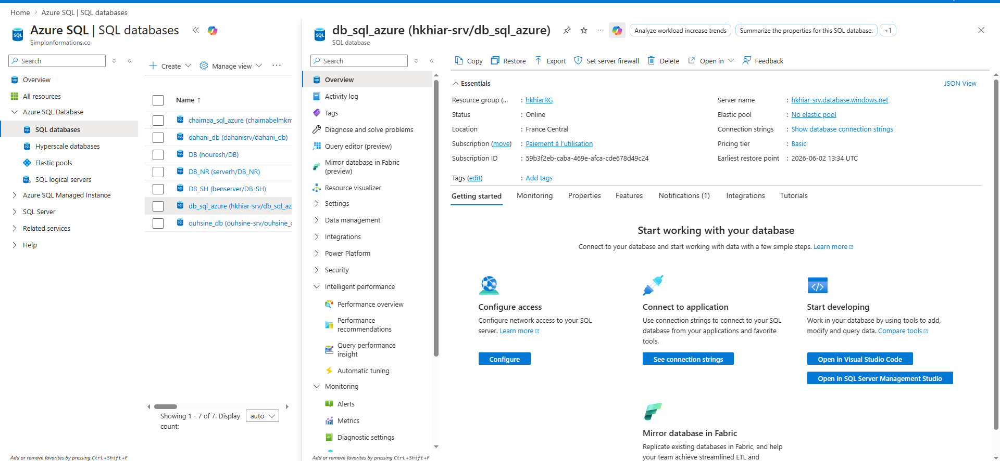 Home > Azure SQL | SQL databases
Azure SQL | SQL databases
Simplonformations.co
Search
Overview
All resources
Azure SQL Database
SQL databases
Hyperscale databases
Elastic pools
SQL logical servers
Azure SQL Managed Instance
SQL Server
Related services
Help
Add or remove favorites by pressing Ctrl+Shift+F
Create
Manage view
Name ↑
chaimaa_sql_azure (chaimabelmkm
dahani_db (dahanisrv/dahani_db)
DB (nouresh/DB)
DB_NR (serverh/DB_NR)
DB_SH (benserver/DB_SH)
db_sql_azure (hkhiar-srv/db_sql_az
ouhsine_db (ouhsine-srv/ouhsine_
Showing 1 - 7 of 7. Display
count:
auto
db_sql_azure (hkhiar-srv/db_sql_azure)
SQL database
Analyze workload increase trends
Summarize the properties for this SQL database.
+1
Search
Overview
Activity log
Tags
Diagnose and solve problems
Query editor (preview)
Mirror database in Fabric
(preview)
Resource visualizer
Settings
Data management
Integrations
Power Platform
Security
Intelligent performance
Performance overview
Performance
recommendations
Query performance
insight
Automatic tuning
Monitoring
Alerts
Metrics
Diagnostic settings
Add or remove favorites by pressing Ctrl+Shift+F
Copy
Restore
Export
Set server firewall
Delete
Open in
Feedback
Essentials
JSON View
Resource group (... : hkhiarRG
Status : Online
Location : France Central
Subscription (move) : Paiement à l'utilisation
Subscription ID : 59b3f2eb-caba-469e-afca-cde678d49c24
Server name : hkhiar-srv.database.windows.net
Elastic pool : No elastic pool
Connection strings : Show database connection strings
Pricing tier : Basic
Earliest restore point : 2026-06-02 13:34 UTC
Tags (edit) : Add tags
Getting started
Monitoring
Properties
Features
Notifications (1)
Integrations
Tutorials
Start working with your database
Connect to your database and start working with data with a few simple steps. Learn more
Configure access
Configure network access to your SQL
server. Learn more
Configure
Connect to application
Use connection strings to connect to your SQL
database from your applications and favorite
tools.
See connection strings
Start developing
Work in your database by using tools to add,
modify and query data. Compare tools
Open in Visual Studio Code
Open in SQL Server Management Studio
Mirror database in Fabric
Replicate existing databases in Fabric, and help
your team achieve streamlined ETL and